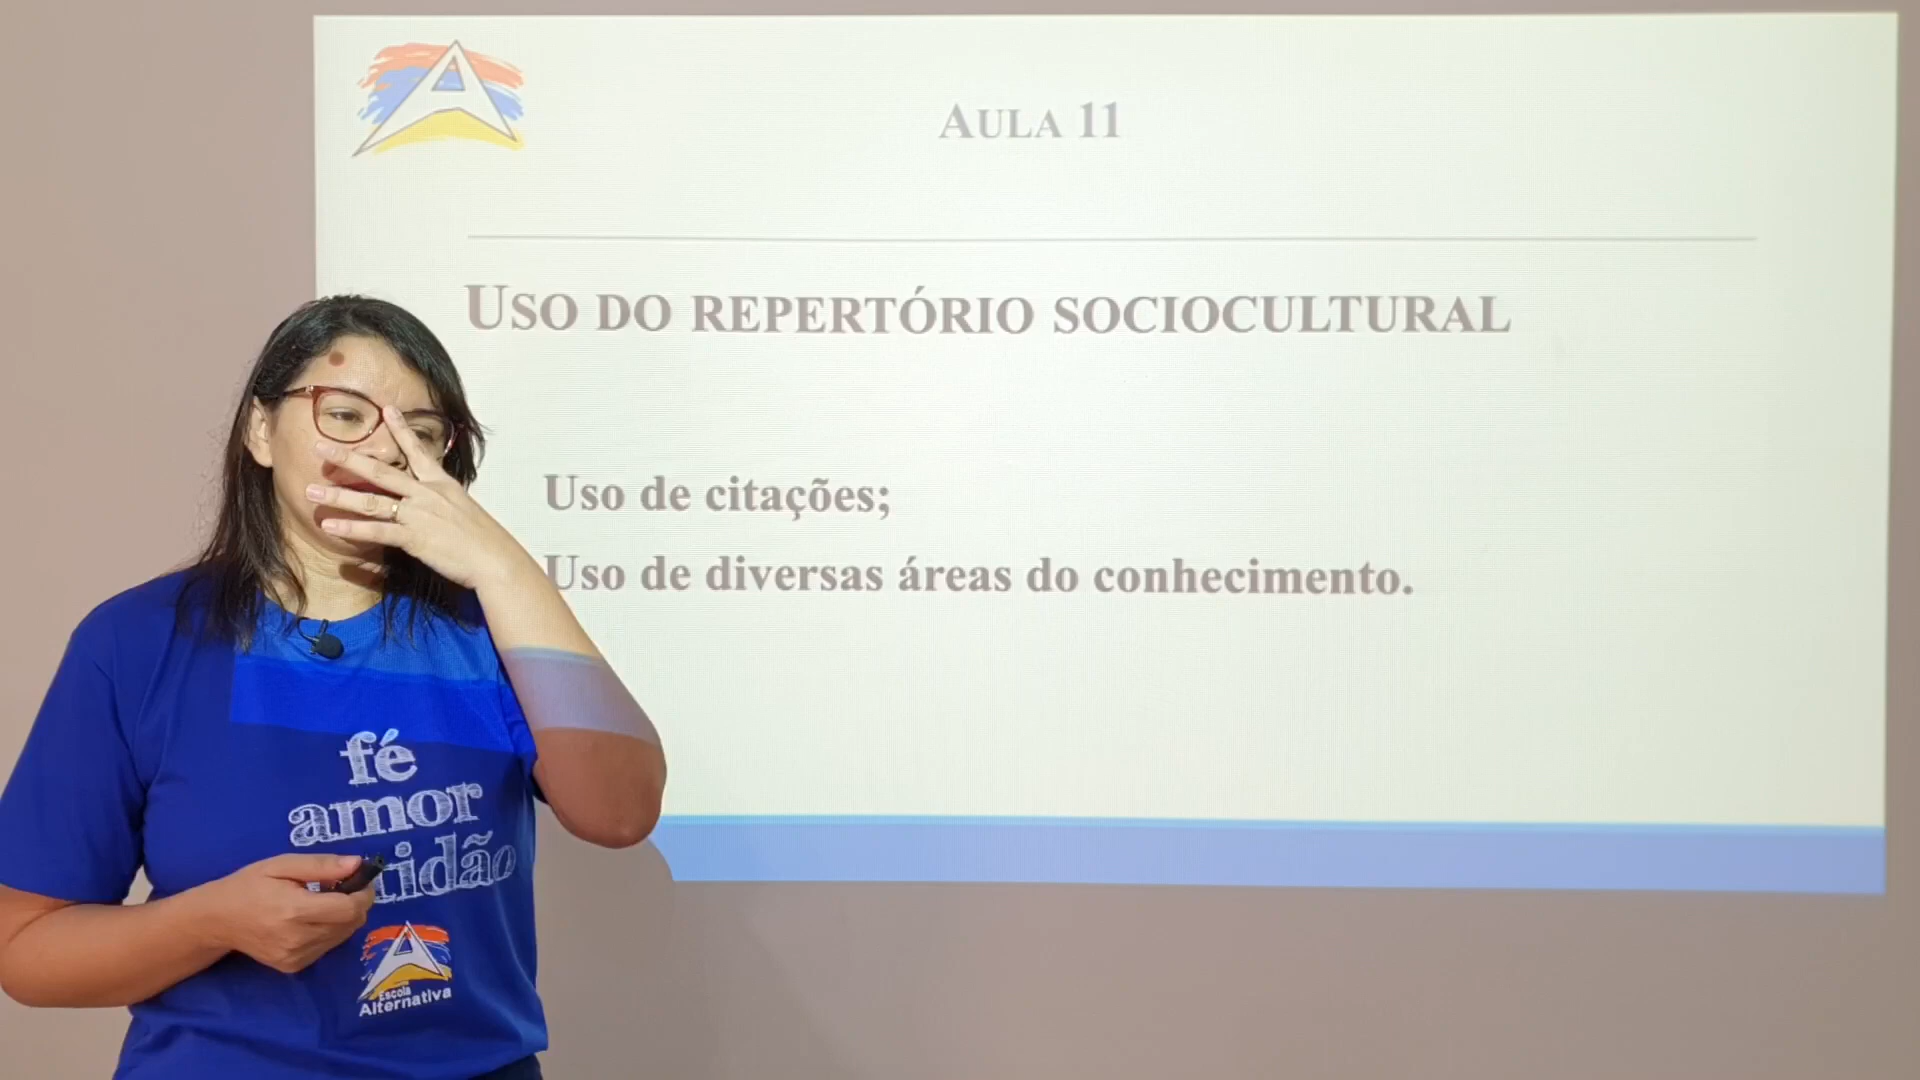 AULA 11
USO DO REPERTÓRIO SOCIOCULTURAL
Uso de citações;
Uso de diversas áreas do conhecimento.
fé
amor
tidão
Escola
Alternativa